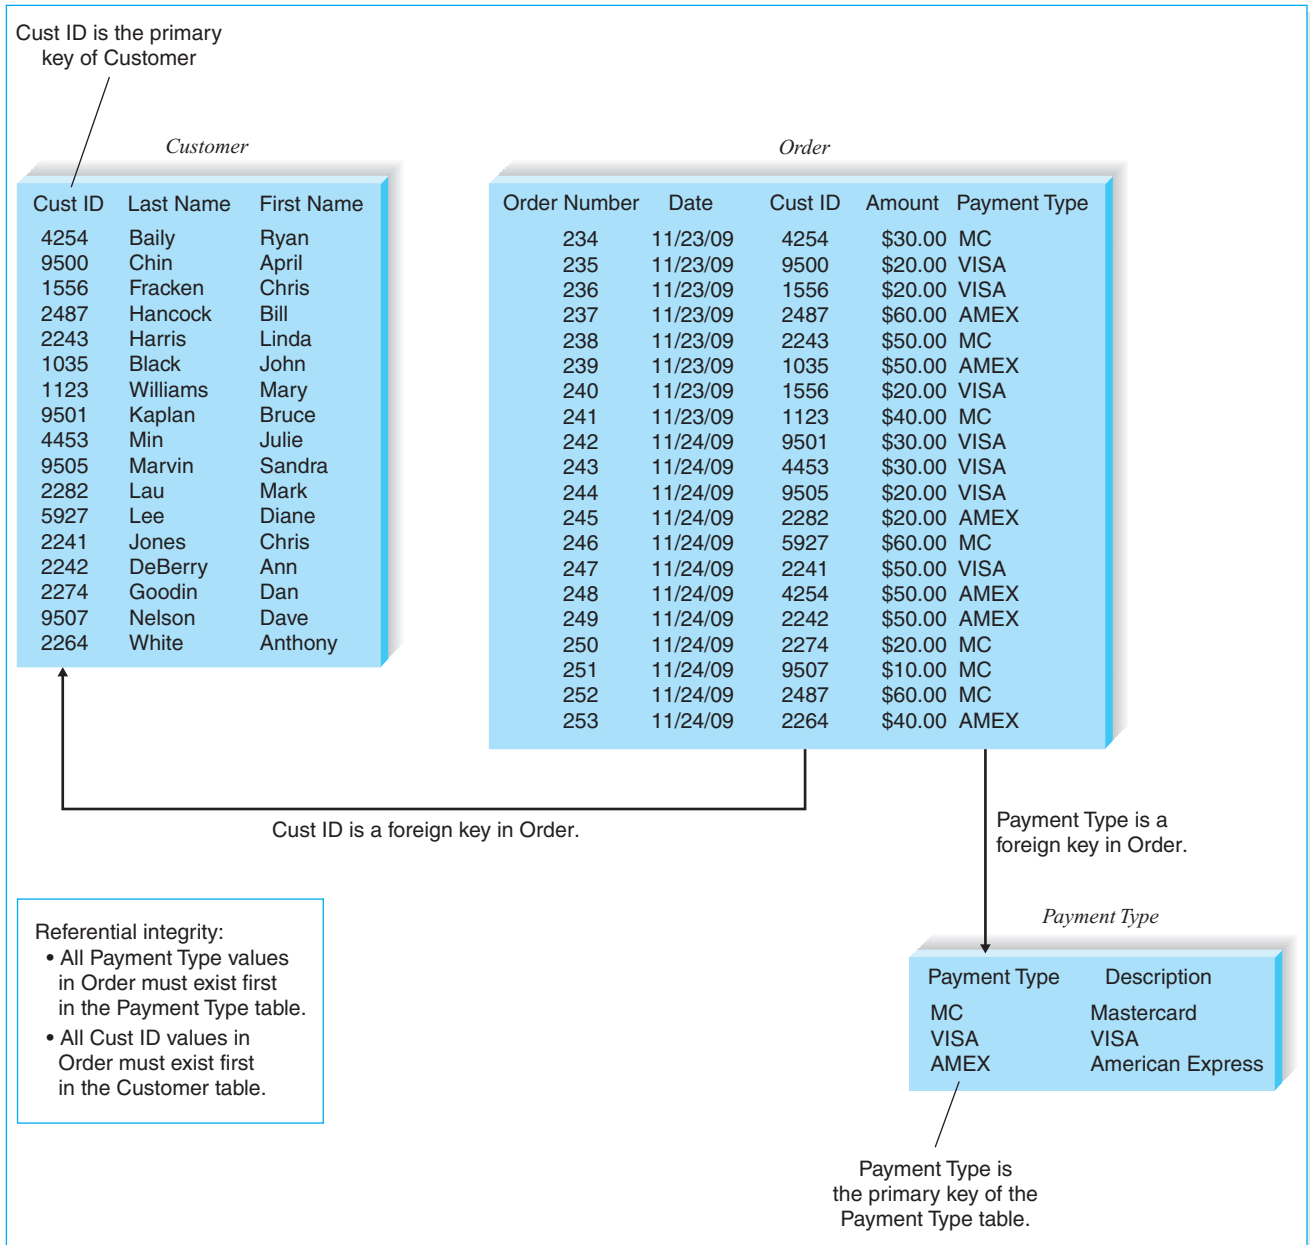 Cust ID is the primary
key of Customer
Customer
Cust ID Last Name First Name
4254 Baily Ryan
9500 Chin April
1556 Fracken Chris
2487 Hancock Bill
2243 Harris Linda
1035 Black John
1123 Williams Mary
9501 Kaplan Bruce
4453 Min Julie
9505 Marvin Sandra
2282 Lau Mark
5927 Lee Diane
2241 Jones Chris
2242 DeBerry Ann
2274 Goodin Dan
9507 Nelson Dave
2264 White Anthony
Order
Order Number Date Cust ID Amount Payment Type
234 11/23/09 4254 $30.00 MC
235 11/23/09 9500 $20.00 VISA
236 11/23/09 1556 $20.00 VISA
237 11/23/09 2487 $60.00 AMEX
238 11/23/09 2243 $50.00 MC
239 11/23/09 1035 $50.00 AMEX
240 11/23/09 1556 $20.00 VISA
241 11/23/09 1123 $40.00 MC
242 11/24/09 9501 $30.00 VISA
243 11/24/09 4453 $30.00 VISA
244 11/24/09 9505 $20.00 VISA
245 11/24/09 2282 $20.00 AMEX
246 11/24/09 5927 $60.00 MC
247 11/24/09 2241 $50.00 VISA
248 11/24/09 4254 $50.00 AMEX
249 11/24/09 2242 $50.00 AMEX
250 11/24/09 2274 $20.00 MC
251 11/24/09 9507 $10.00 MC
252 11/24/09 2487 $60.00 MC
253 11/24/09 2264 $40.00 AMEX
Cust ID is a foreign key in Order.
Payment Type is a
foreign key in Order.
Referential integrity:
• All Payment Type values
in Order must exist first
in the Payment Type table.
• All Cust ID values in
Order must exist first
in the Customer table.
Payment Type
Payment Type Description
MC Mastercard
VISA VISA
AMEX American Express
Payment Type is
the primary key of the
Payment Type table.